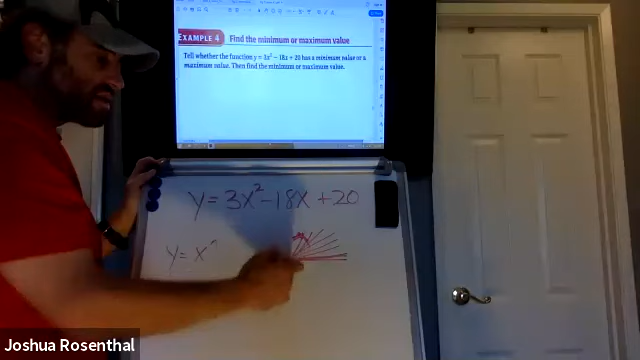 EXAMPLE 4 Find the minimum or maximum value
Tell whether the function y = 3x² − 18x + 20 has a minimum value or a
maximum value. Then find the minimum or maximum value.
y = 3x² − 18x + 20
y = x
Joshua Rosenthal